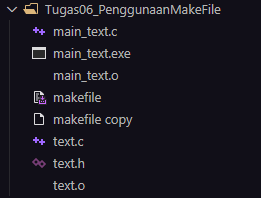 Tugas06_PenggunaanMakeFile
main_text.c
main_text.exe
main_text.o
makefile
makefile copy
text.c
text.h
text.o